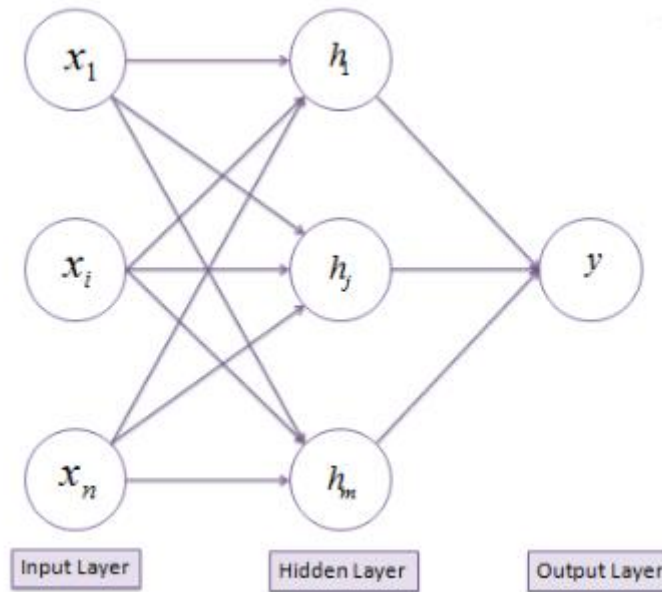 x₁
h₁
xᵢ
hⱼ
y
xₙ
hₘ
Input Layer
Hidden Layer
Output Layer